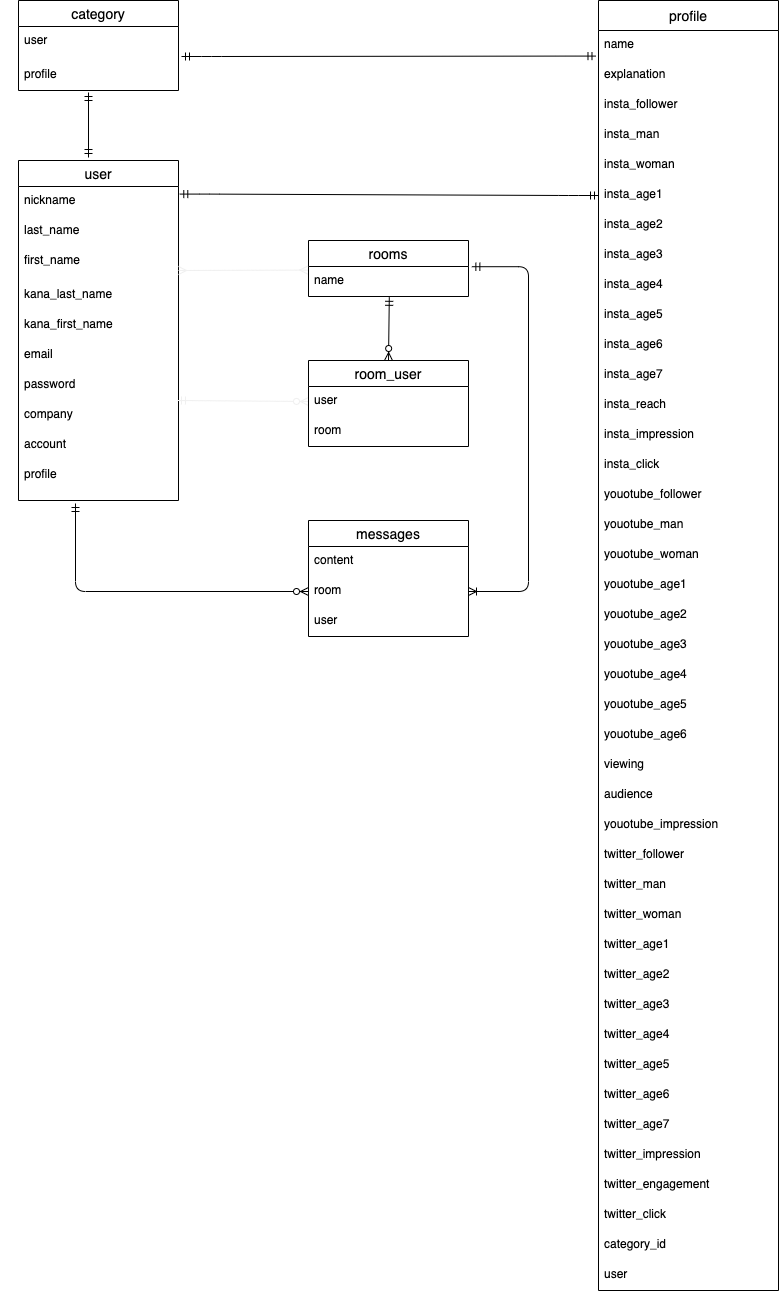 category
user
profile
user
nickname
last_name
first_name
kana_last_name
kana_first_name
email
password
company
account
profile
rooms
name
room_user
user
room
messages
content
room
user
profile
name
explanation
insta_follower
insta_man
insta_woman
insta_age1
insta_age2
insta_age3
insta_age4
insta_age5
insta_age6
insta_age7
insta_reach
insta_impression
insta_click
youotube_follower
youotube_man
youotube_woman
youotube_age1
youotube_age2
youotube_age3
youotube_age4
youotube_age5
youotube_age6
viewing
audience
youotube_impression
twitter_follower
twitter_man
twitter_woman
twitter_age1
twitter_age2
twitter_age3
twitter_age4
twitter_age5
twitter_age6
twitter_age7
twitter_impression
twitter_engagement
twitter_click
category_id
user